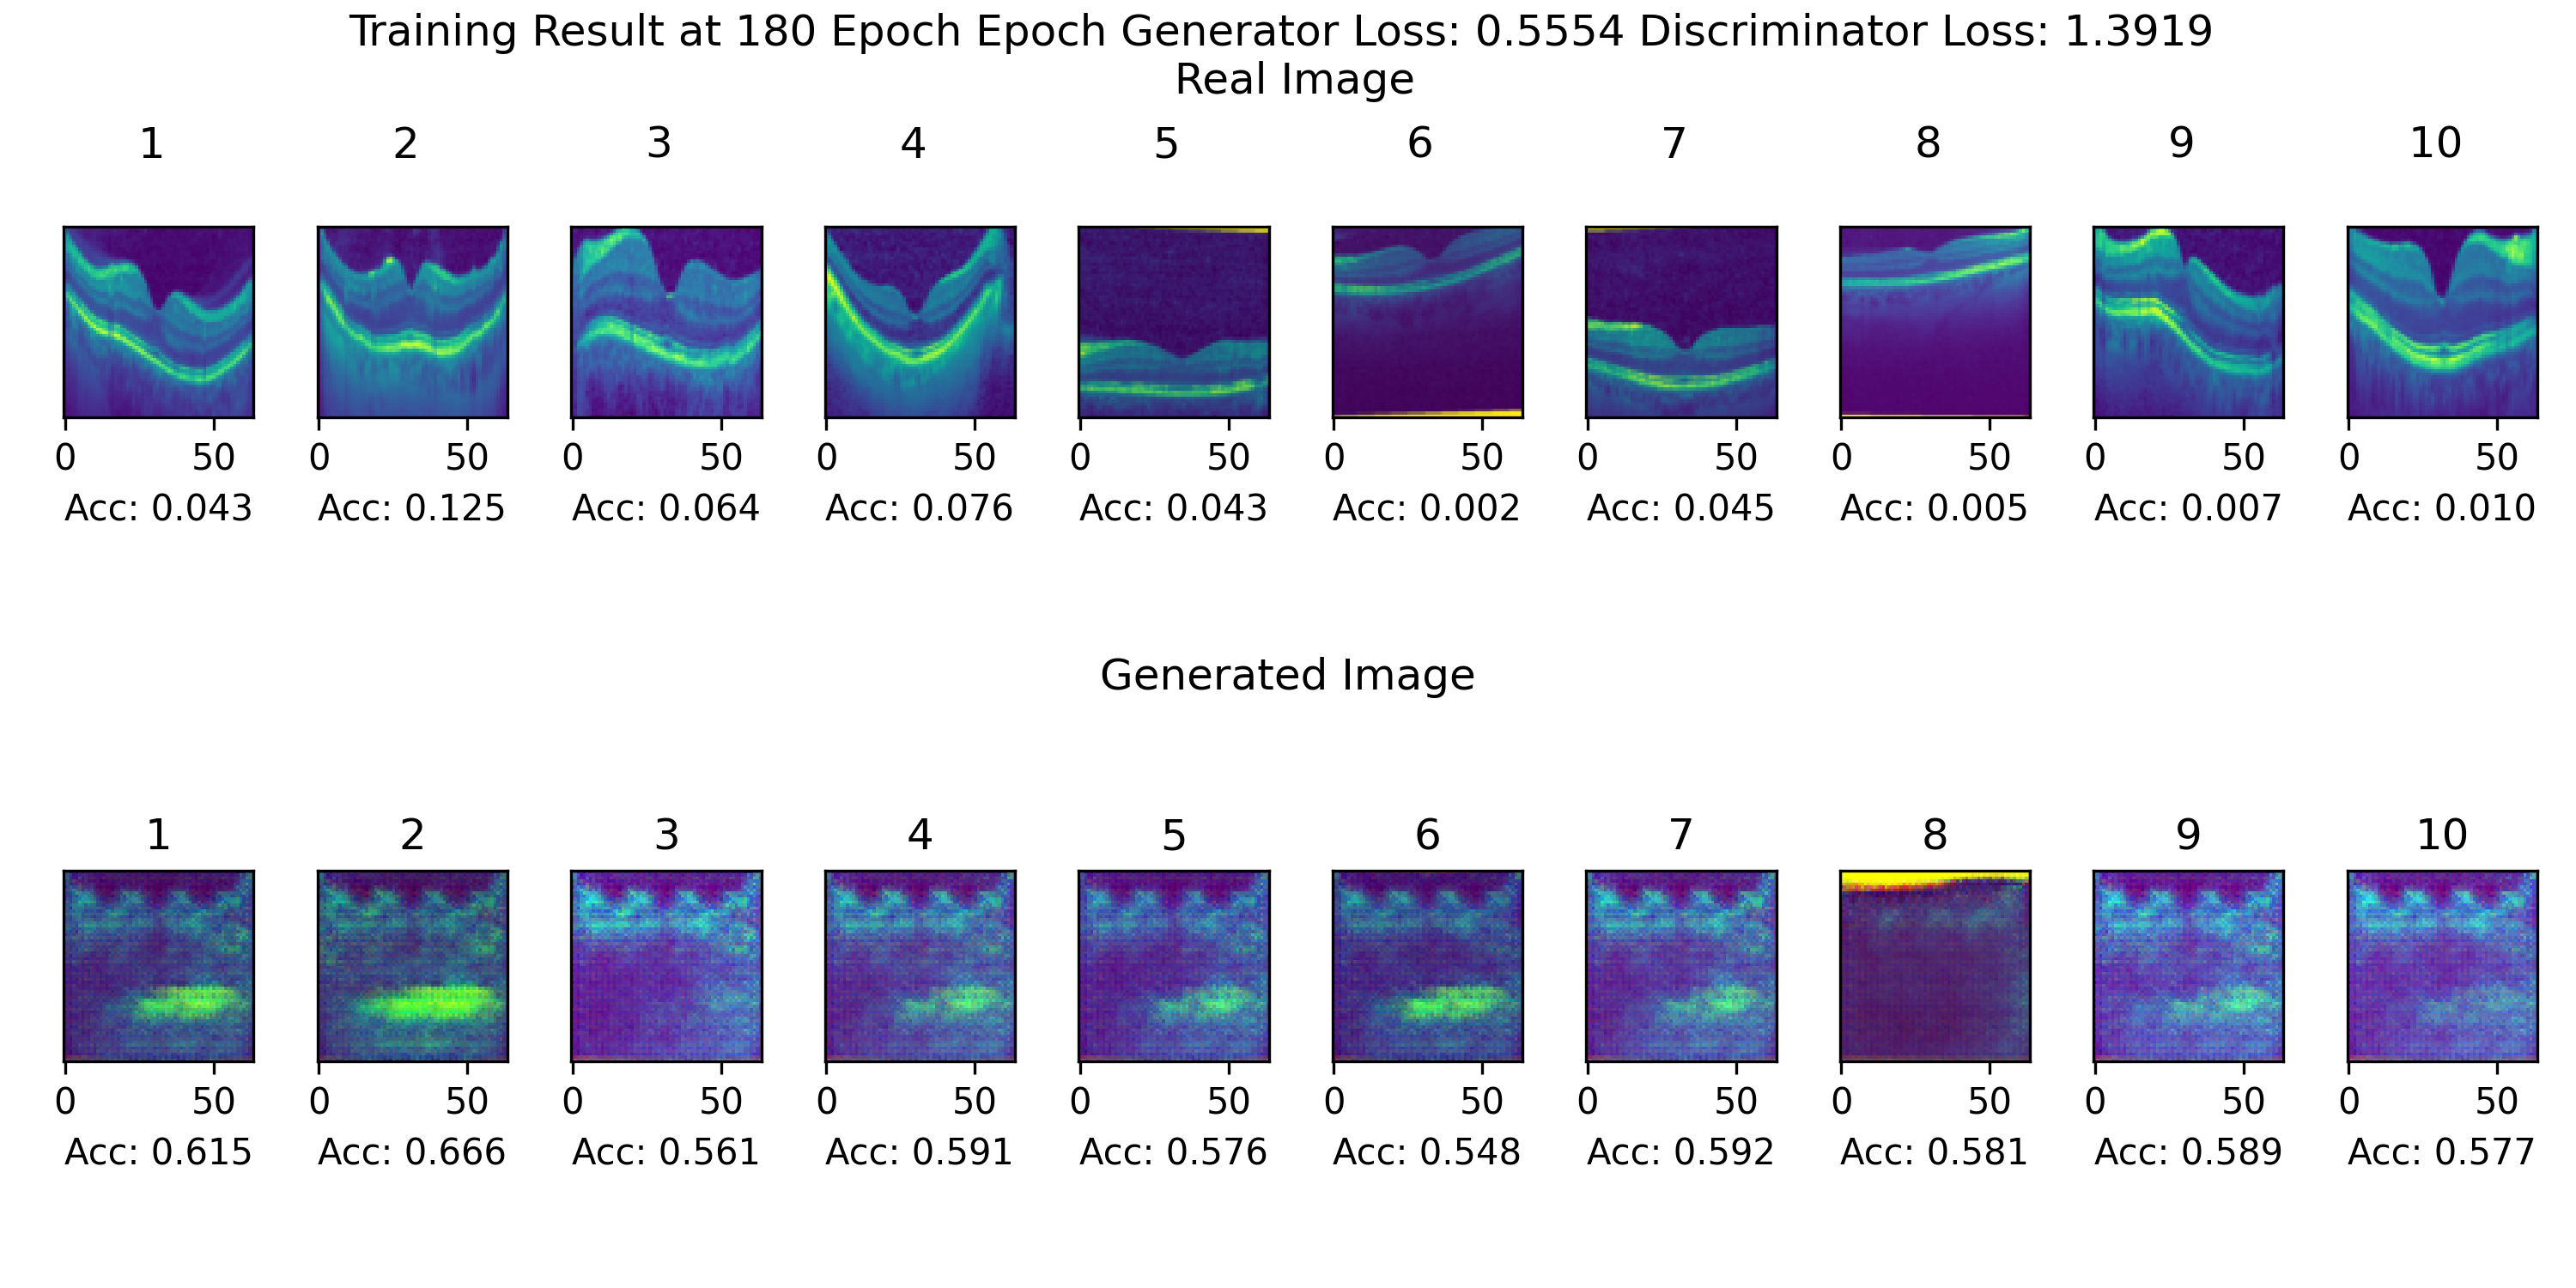 Training Result at 180 Epoch Epoch Generator Loss: 0.5554 Discriminator Loss: 1.3919
Real Image
1 2 3 4 5 6 7 8 9 10
0 50 0 50 0 50 0 50 0 50 0 50 0 50 0 50 0 50 0 50
Acc: 0.043 Acc: 0.125 Acc: 0.064 Acc: 0.076 Acc: 0.043 Acc: 0.002 Acc: 0.045 Acc: 0.005 Acc: 0.007 Acc: 0.010
Generated Image
1 2 3 4 5 6 7 8 9 10
0 50 0 50 0 50 0 50 0 50 0 50 0 50 0 50 0 50 0 50
Acc: 0.615 Acc: 0.666 Acc: 0.561 Acc: 0.591 Acc: 0.576 Acc: 0.548 Acc: 0.592 Acc: 0.581 Acc: 0.589 Acc: 0.577